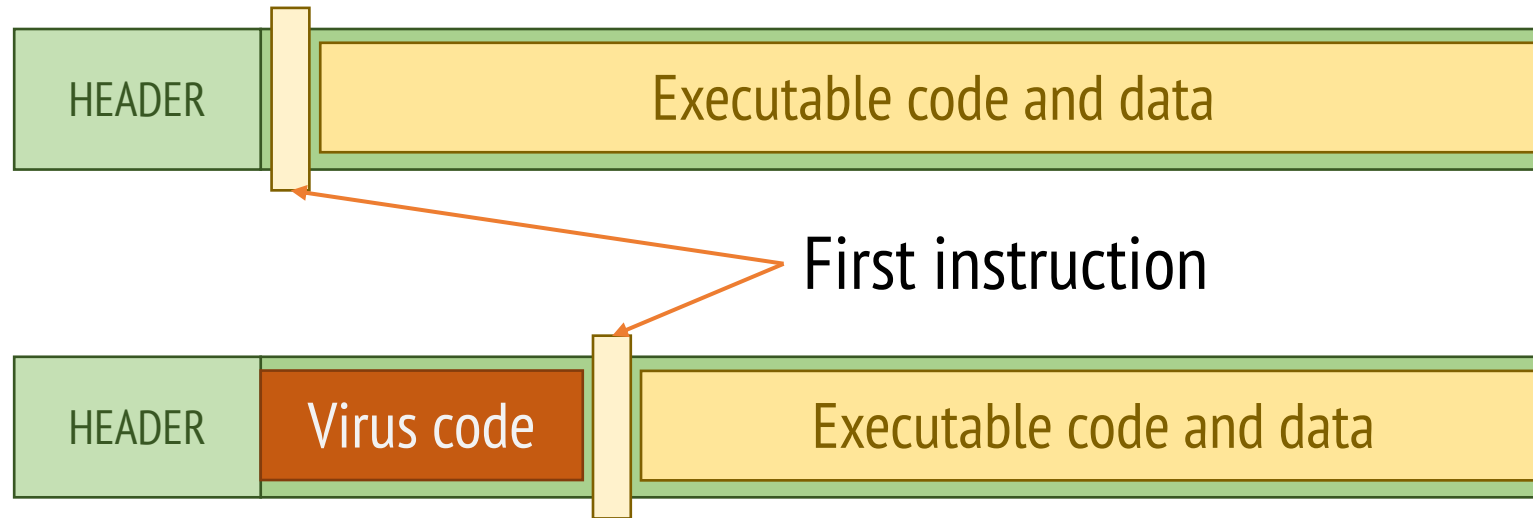 HEADER
Executable code and data
First instruction
HEADER
Virus code
Executable code and data